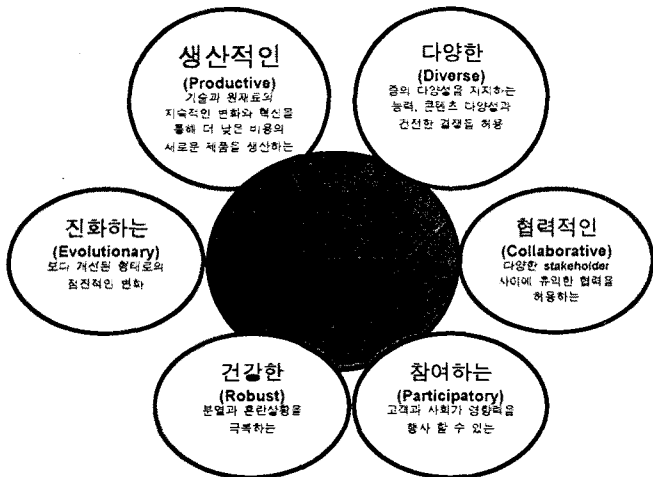 생산적인
(Productive)
기술과 원재료의
지속적인 변화와 혁신을
통해 더 낮은 비용의
새로운 제품을 생산하는
다양한
(Diverse)
종의 다양성을 지지하는
능력, 콘텐츠 다양성과
건전한 경쟁을 허용
진화하는
(Evolutionary)
보다 개선된 형태로의
점진적인 변화
협력적인
(Collaborative)
다양한 stakeholder
사이에 유익한 협력을
허용하는
건강한
(Robust)
분열과 혼란상황을
극복하는
참여하는
(Participatory)
고객과 사회가 영향력을
행사 할 수 있는